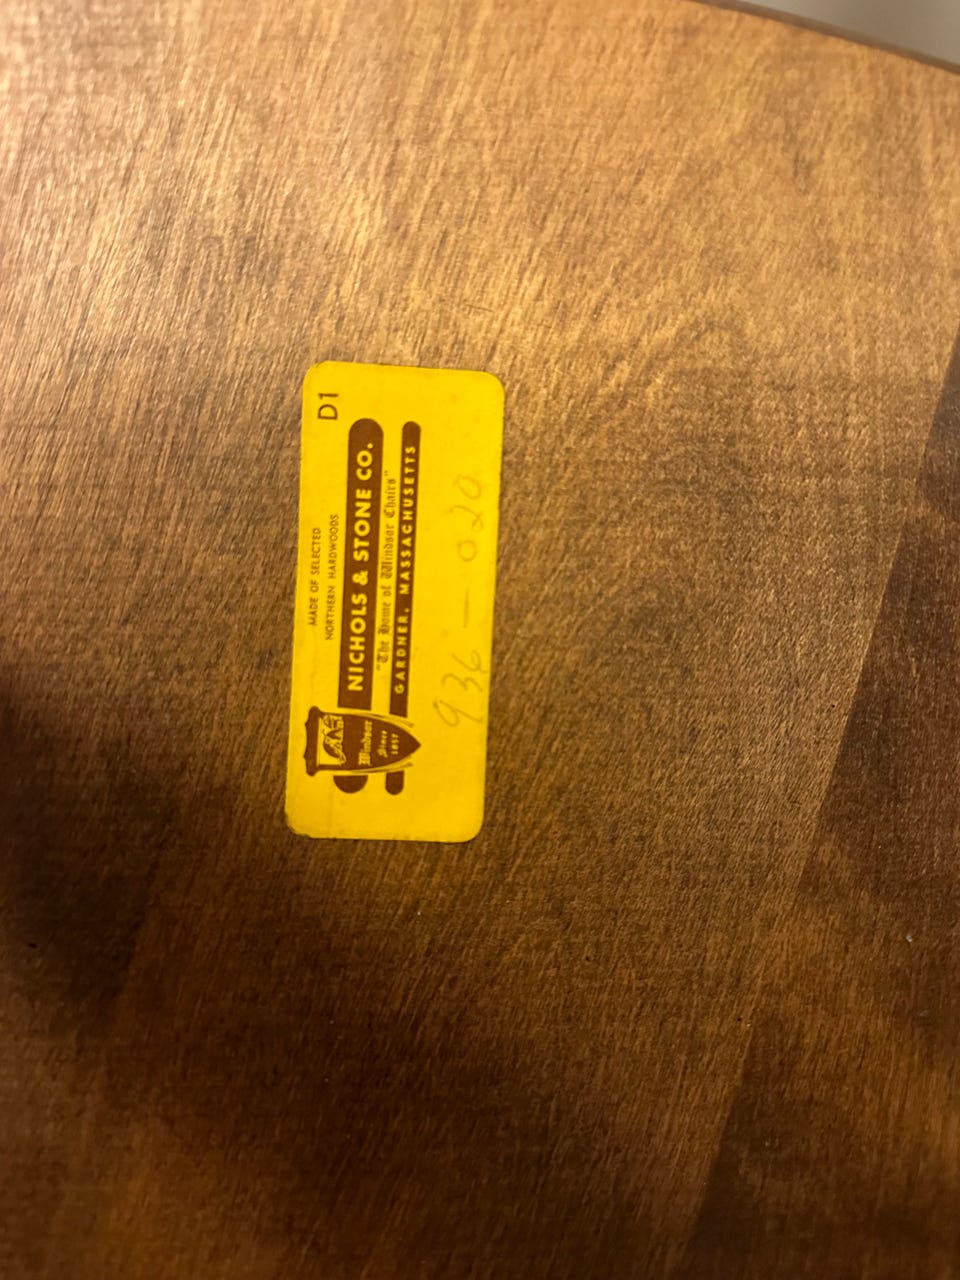 D1
MADE OF SELECTED
NORTHERN HARDWOODS
NICHOLS & STONE CO.
"The Home of Windsor Chairs"
GARDNER, MASSACHUSETTS
Windsor
Since
1857
936 — 020